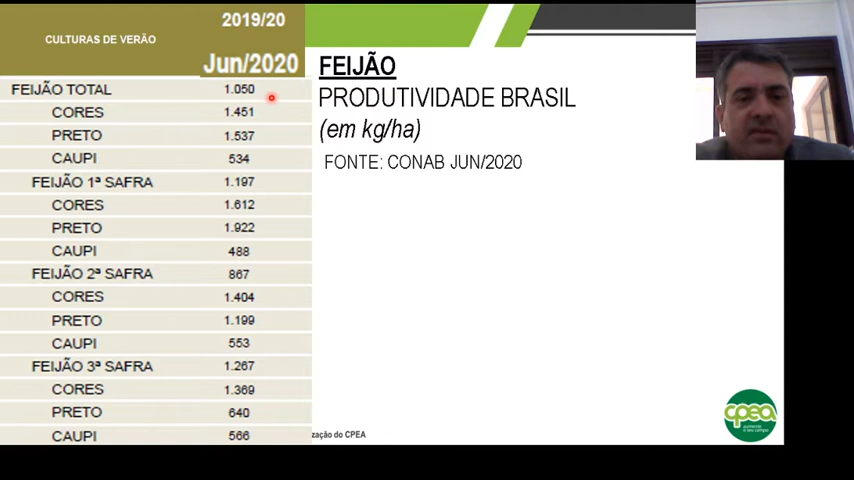 CULTURAS DE VERÃO
2019/20
Jun/2020
FEIJÃO TOTAL 1.050
CORES 1.451
PRETO 1.537
CAUPI 534
FEIJÃO 1ª SAFRA 1.197
CORES 1.612
PRETO 1.922
CAUPI 488
FEIJÃO 2ª SAFRA 867
CORES 1.404
PRETO 1.199
CAUPI 553
FEIJÃO 3ª SAFRA 1.267
CORES 1.369
PRETO 640
CAUPI 566
FEIJÃO
PRODUTIVIDADE BRASIL
(em kg/ha)
FONTE: CONAB JUN/2020
zação do CPEA
cpea
aumente
o seu campo